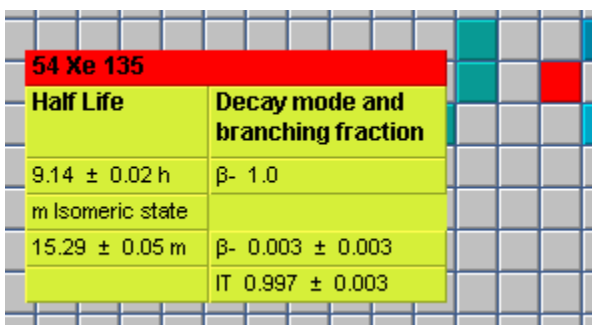 54 Xe 135
Half Life Decay mode and branching fraction
9.14 ± 0.02 h β- 1.0
m Isomeric state
15.29 ± 0.05 m β- 0.003 ± 0.003
IT 0.997 ± 0.003